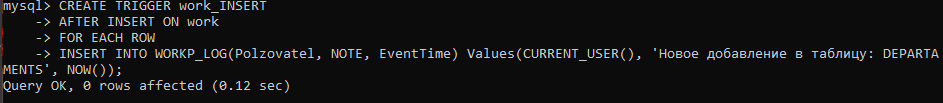 mysql> CREATE TRIGGER work_INSERT
    -> AFTER INSERT ON work
    -> FOR EACH ROW
    -> INSERT INTO WORKP_LOG(Polzovatel, NOTE, EventTime) Values(CURRENT_USER(), 'Новое добавление в таблицу: DEPARTA
MENTS', NOW());
Query OK, 0 rows affected (0.12 sec)